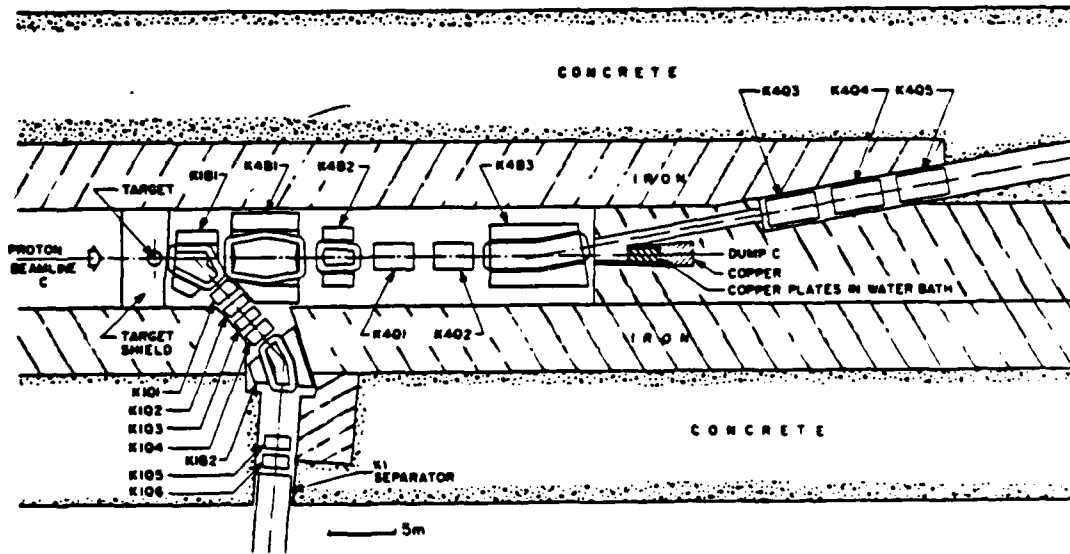 CONCRETE
K403
K404
K405
K1B1
K4B1
K4B2
K4B3
TARGET
IRON
PROTON
BEAMLINE
C
DUMP C
COPPER
COPPER PLATES IN WATER BATH
TARGET
SHIELD
K401
K402
IRON
K101
K102
K103
K104
K1B2
K105
K106
K1
SEPARATOR
CONCRETE
5m